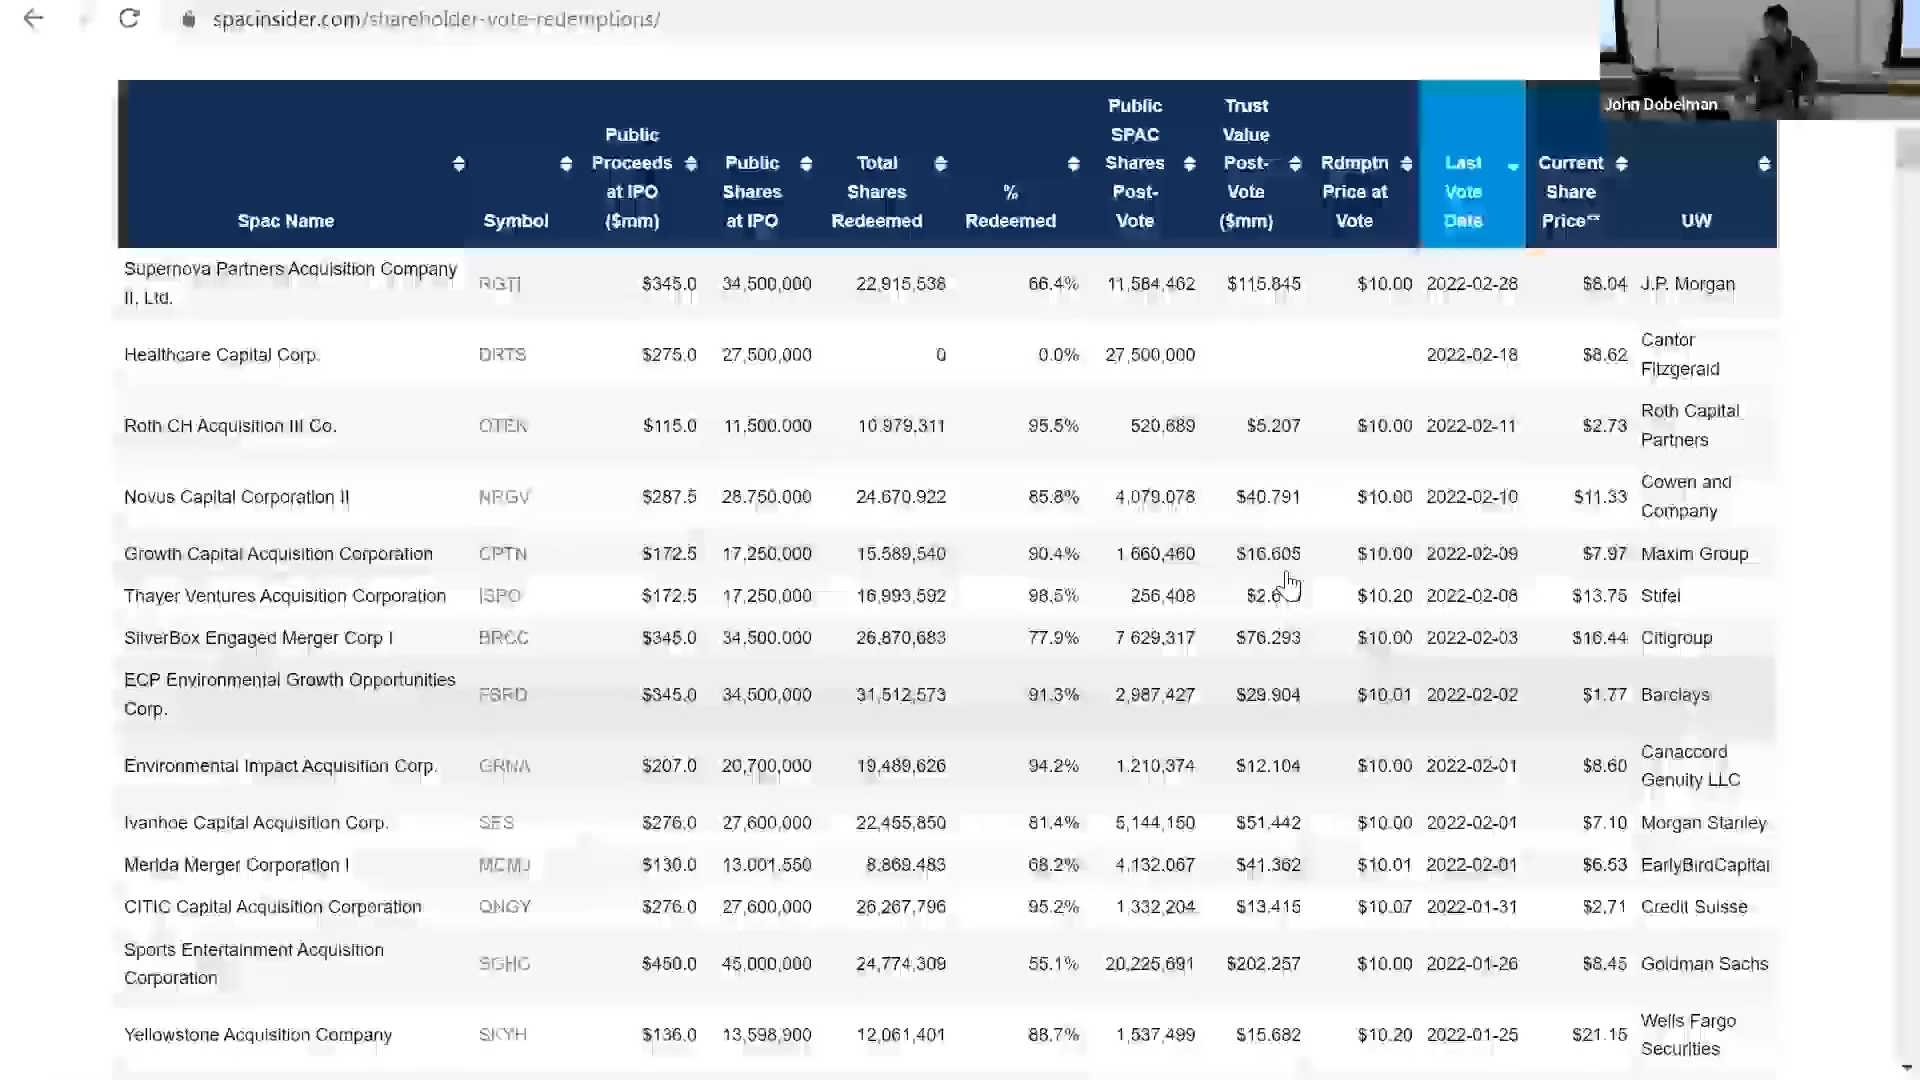 spacinsider.com/shareholder-vote-redemptions/
John Dobelman
Spac Name Symbol Public Proceeds at IPO ($mm) Public Shares at IPO Total Shares Redeemed % Redeemed Public SPAC Shares Post-Vote Trust Value Post-Vote ($mm) Rdmptn Price at Vote Last Vote Date Current Share Price** UW
Supernova Partners Acquisition Company II, Ltd. RGTI $345.0 34,500,000 22,915,538 66.4% 11,584,462 $115.845 $10.00 2022-02-28 $8.04 J.P. Morgan
Healthcare Capital Corp. DRTS $275.0 27,500,000 0 0.0% 27,500,000 2022-02-18 $8.62 Cantor Fitzgerald
Roth CH Acquisition III Co. QTEK $115.0 11,500,000 10,979,311 95.5% 520,689 $5.207 $10.00 2022-02-11 $2.73 Roth Capital Partners
Novus Capital Corporation II NRGV $287.5 28,750,000 24,670,922 85.8% 4,079,078 $40.791 $10.00 2022-02-10 $11.33 Cowen and Company
Growth Capital Acquisition Corporation CPTN $172.5 17,250,000 15,589,540 90.4% 1,660,460 $16.605 $10.00 2022-02-09 $7.97 Maxim Group
Thayer Ventures Acquisition Corporation ISPO $172.5 17,250,000 16,993,592 98.5% 256,408 $10.20 2022-02-08 $13.75 Stifel
SilverBox Engaged Merger Corp I BRCC $345.0 34,500,000 26,870,683 77.9% 7,629,317 $76.293 $10.00 2022-02-03 $16.44 Citigroup
ECP Environmental Growth Opportunities Corp. FSRD $345.0 34,500,000 31,512,573 91.3% 2,987,427 $29.904 $10.01 2022-02-02 $1.77 Barclays
Environmental Impact Acquisition Corp. GRNA $207.0 20,700,000 19,489,626 94.2% 1,210,374 $12.104 $10.00 2022-02-01 $8.60 Canaccord Genuity LLC
Ivanhoe Capital Acquisition Corp. SES $276.0 27,600,000 22,455,850 81.4% 5,144,150 $51.442 $10.00 2022-02-01 $7.10 Morgan Stanley
Merida Merger Corporation I MCMJ $130.0 13,001,550 8,869,483 68.2% 4,132,067 $41.362 $10.01 2022-02-01 $6.53 EarlyBirdCapital
CITIC Capital Acquisition Corporation QNGY $276.0 27,600,000 26,267,796 95.2% 1,332,204 $13.415 $10.07 2022-01-31 $2.71 Credit Suisse
Sports Entertainment Acquisition Corporation SGHC $450.0 45,000,000 24,774,309 55.1% 20,225,691 $202.257 $10.00 2022-01-26 $8.45 Goldman Sachs
Yellowstone Acquisition Company SKYH $136.0 13,598,900 12,061,401 88.7% 1,537,499 $15.682 $10.20 2022-01-25 $21.15 Wells Fargo Securities